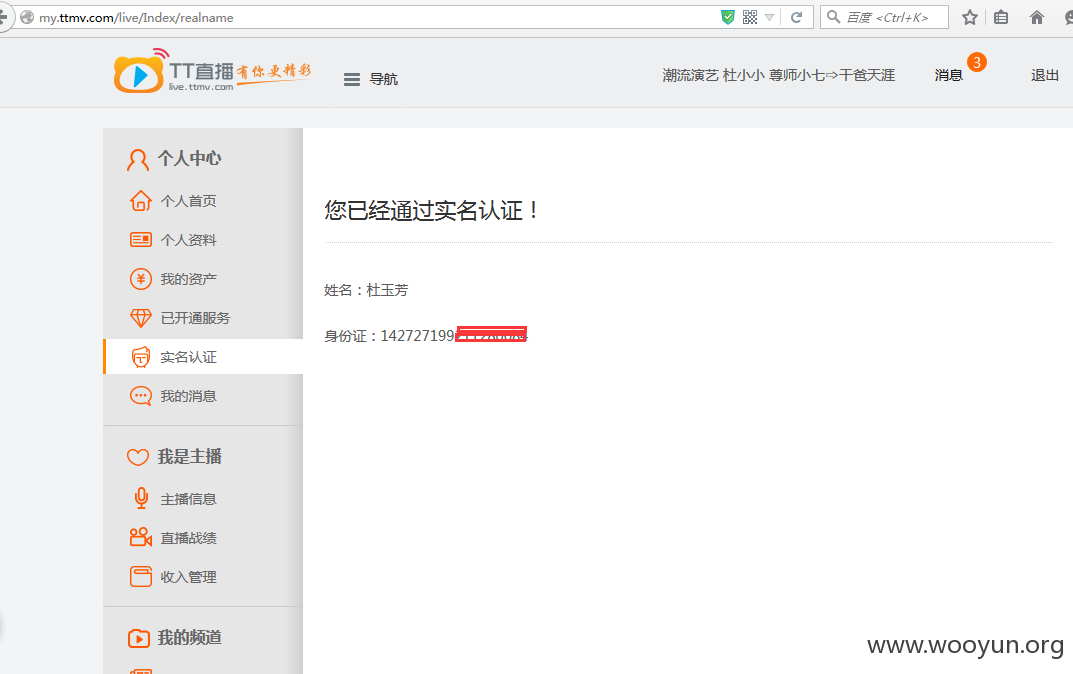 my.ttmv.com/live/Index/realname
百度 <Ctrl+K>
TT直播
有你更精彩
live.ttmv.com
导航
潮流演艺 杜小小 尊师小七⇨干爸天涯
消息
3
退出
个人中心
个人首页
个人资料
我的资产
已开通服务
实名认证
我的消息
我是主播
主播信息
直播战绩
收入管理
我的频道
您已经通过实名认证！
姓名：杜玉芳
身份证：142727199
www.wooyun.org